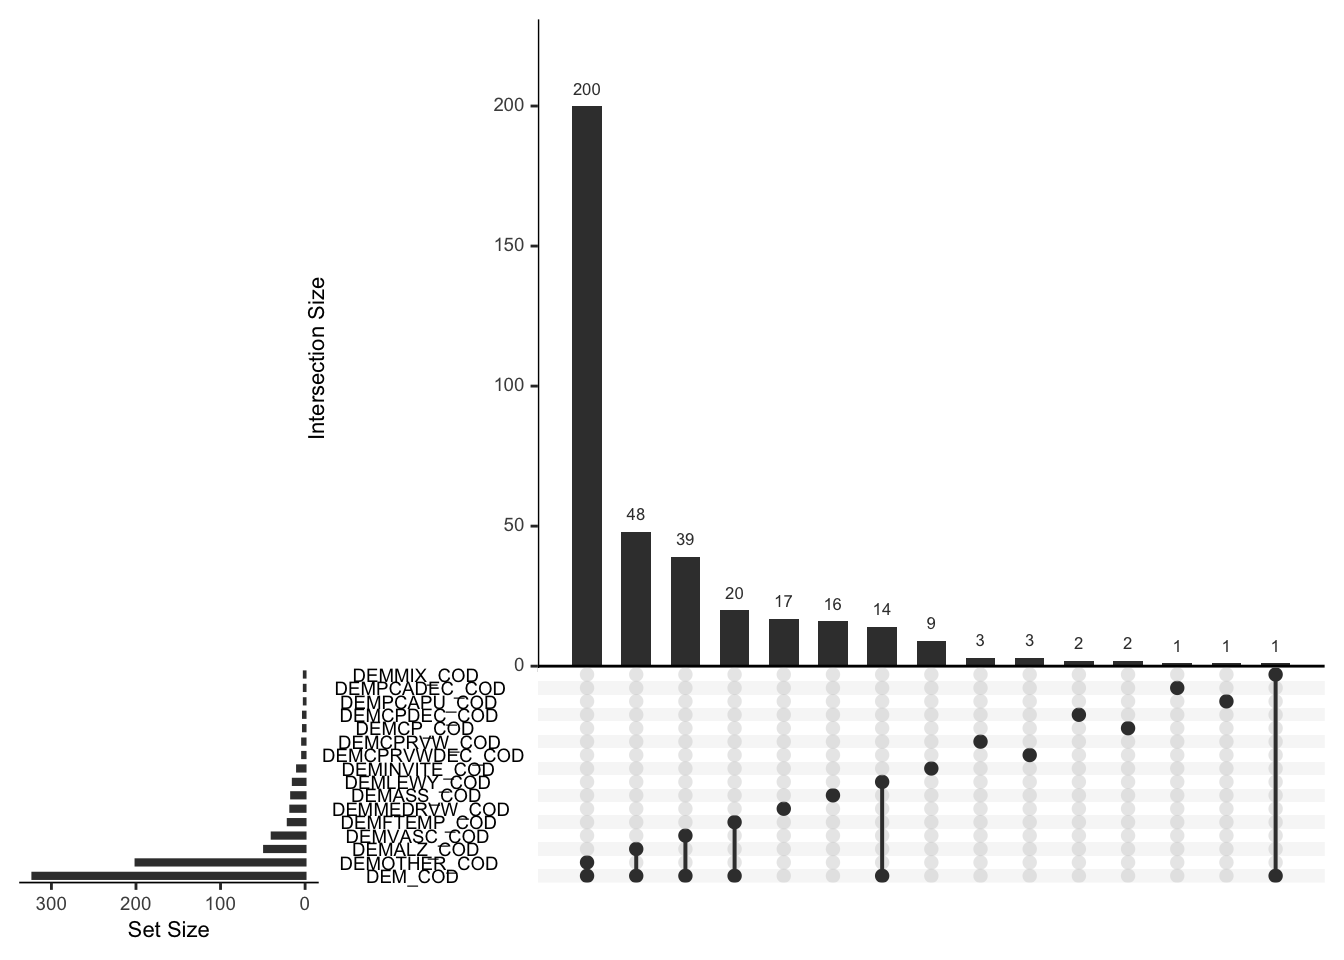 200
48
39
20
17
16
14
9
3
3
2
2
1
1
1
200
150
100
50
0
Intersection Size
DEMMIX_COD
DEMPCADEC_COD
DEMPCAPU_COD
DEMCPDEC_COD
DEMCP_COD
DEMCPRVW_COD
DEMCPRVWDEC_COD
DEMINVITE_COD
DEMLEWY_COD
DEMASS_COD
DEMMEDRVW_COD
DEMFTEMP_COD
DEMVASC_COD
DEMALZ_COD
DEMOTHER_COD
DEM_COD
300 200 100 0
Set Size